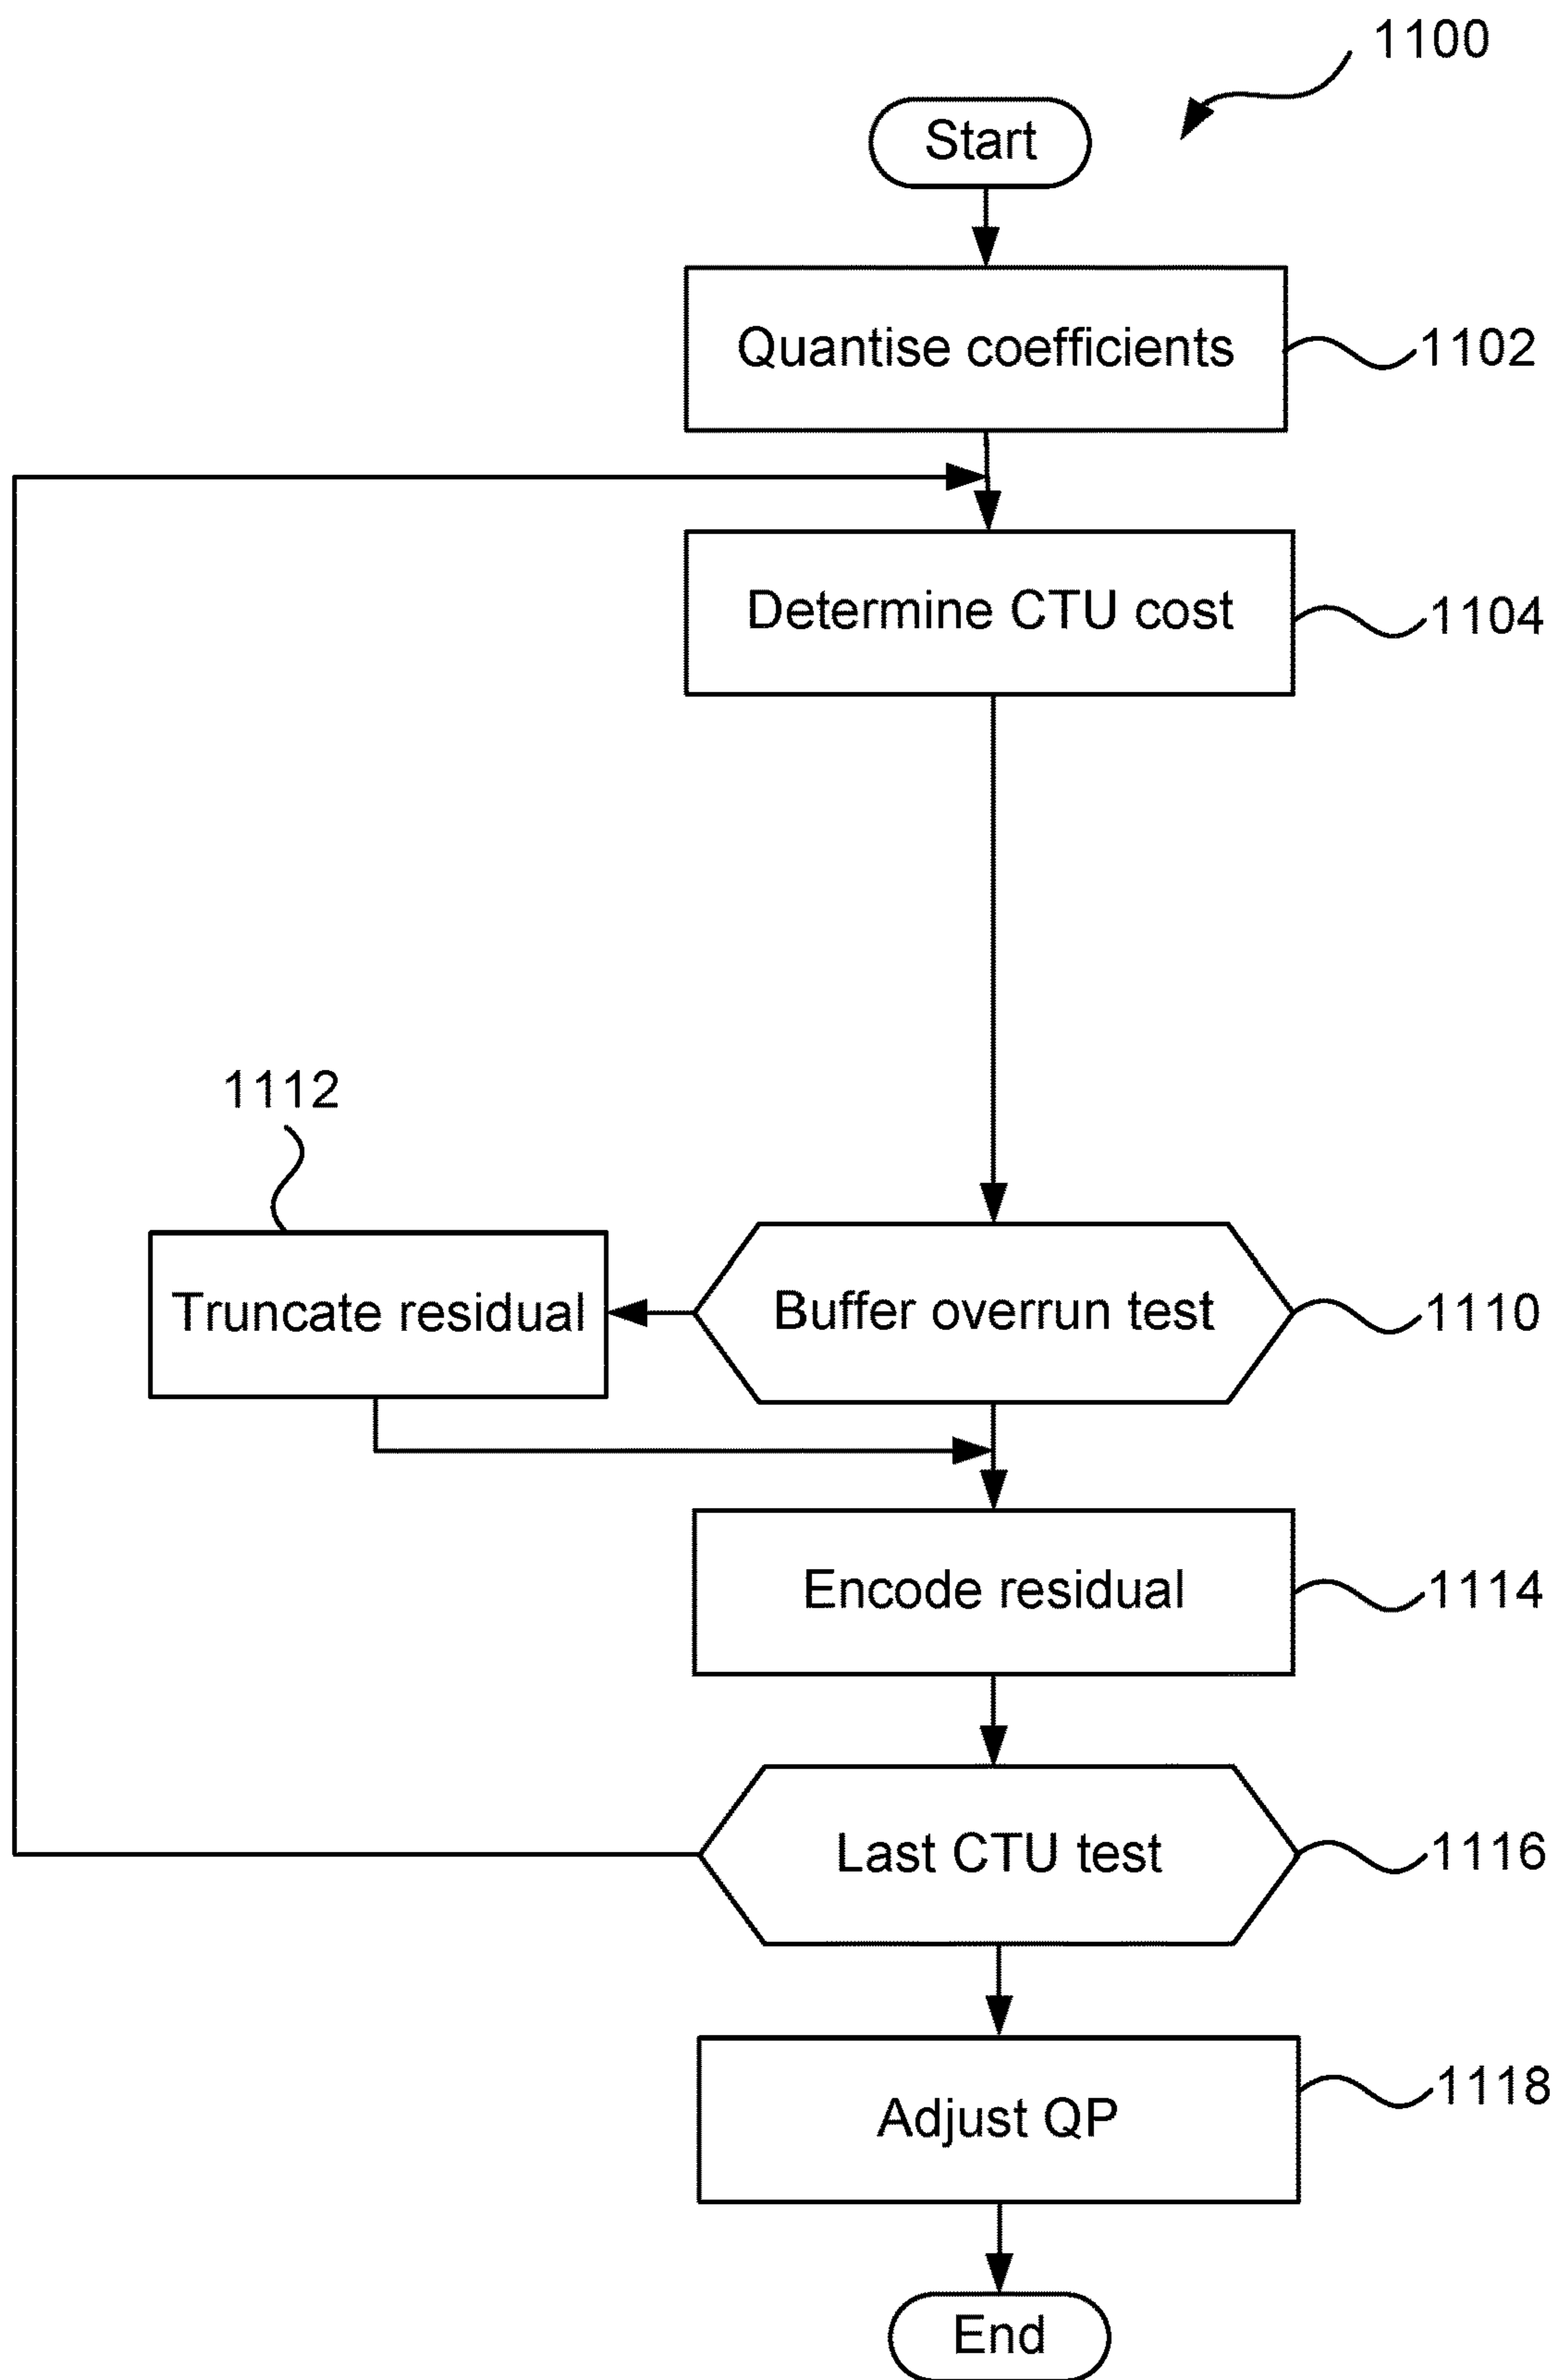 1100
Start
Quantise coefficients
1102
Determine CTU cost
1104
1112
Truncate residual
Buffer overrun test
1110
Encode residual
1114
Last CTU test
1116
Adjust QP
1118
End